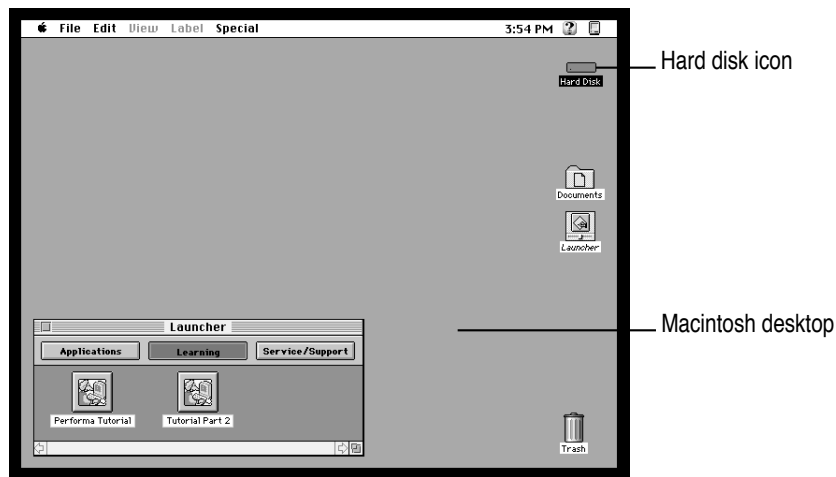 File Edit View Label Special 3:54 PM
Hard disk icon
Hard Disk
Documents
Launcher
Macintosh desktop
Launcher
Applications Learning Service/Support
Performa Tutorial Tutorial Part 2
Trash